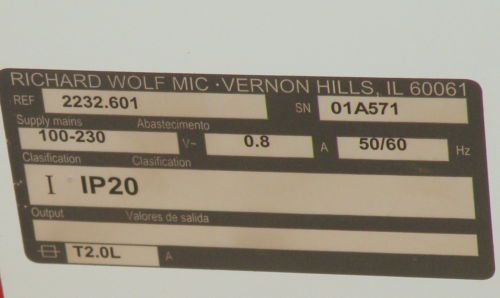 RICHARD WOLF MIC · VERNON HILLS, IL 60061
REF 2232.601 SN 01A571
Supply mains Abastecimento
100-230 V~ 0.8 A 50/60 Hz
Clasification Clasification
I IP20
Output Valores de salida
T2.0L A